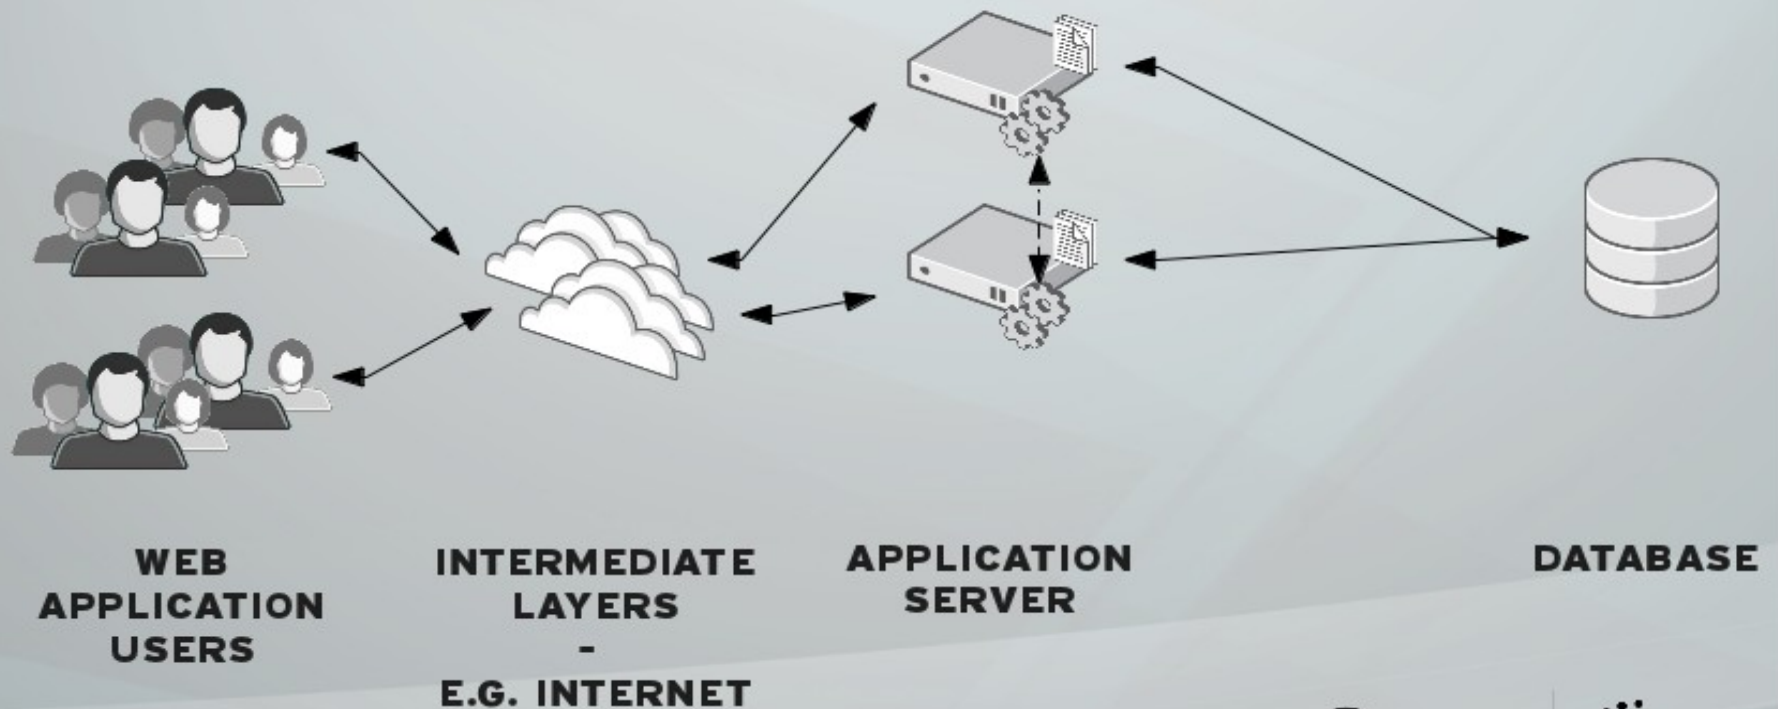 WEB
APPLICATION
USERS
INTERMEDIATE
LAYERS
-
E.G. INTERNET
APPLICATION
SERVER
DATABASE